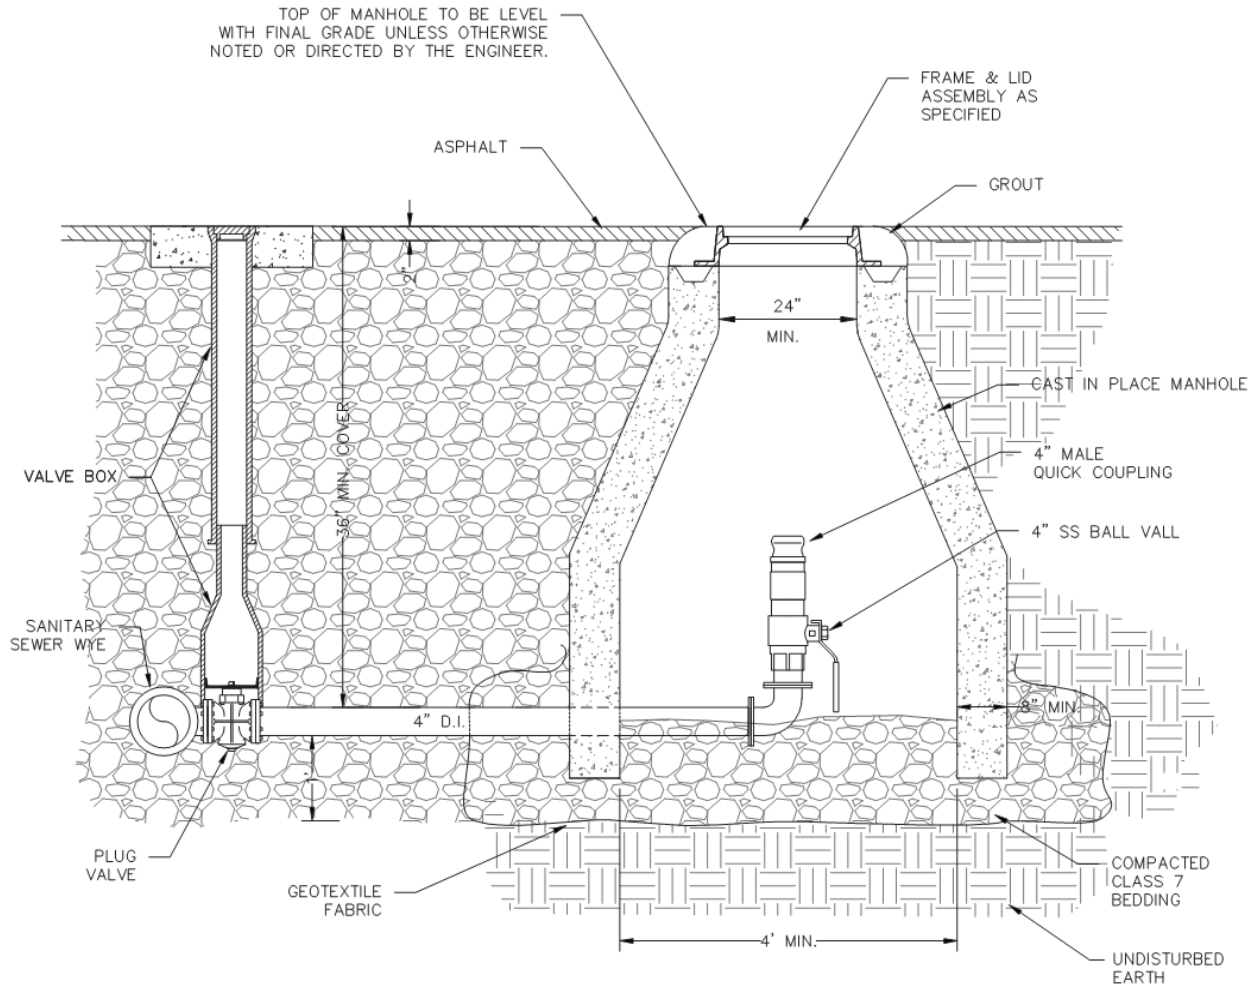 TOP OF MANHOLE TO BE LEVEL
WITH FINAL GRADE UNLESS OTHERWISE
NOTED OR DIRECTED BY THE ENGINEER.
FRAME & LID
ASSEMBLY AS
SPECIFIED
ASPHALT
GROUT
2"
24"
MIN.
CAST IN PLACE MANHOLE
36" MIN. COVER
4" MALE
QUICK COUPLING
VALVE BOX
4" SS BALL VALL
SANITARY
SEWER WYE
8" MIN.
4" D.I.
PLUG
VALVE
GEOTEXTILE
FABRIC
COMPACTED
CLASS 7
BEDDING
4' MIN.
UNDISTURBED
EARTH